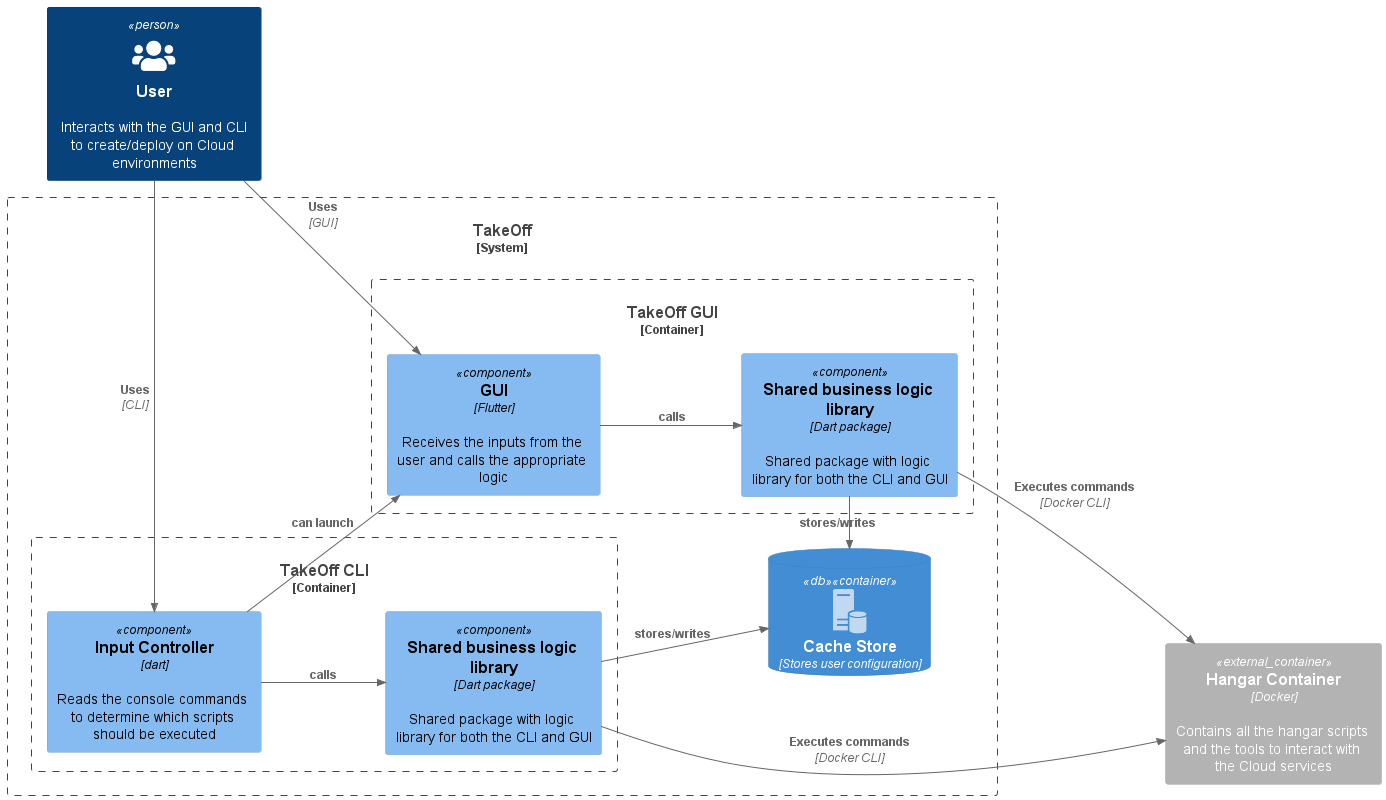 «person»
User
Interacts with the GUI and CLI
to create/deploy on Cloud
environments
Uses
[GUI]
TakeOff
[System]
TakeOff GUI
[Container]
«component»
GUI
[Flutter]
Receives the inputs from the
user and calls the appropriate
logic
calls
«component»
Shared business logic
library
[Dart package]
Shared package with logic
library for both the CLI and GUI
Uses
[CLI]
Executes commands
[Docker CLI]
can launch
stores/writes
TakeOff CLI
[Container]
«component»
Input Controller
[dart]
Reads the console commands
to determine which scripts
should be executed
calls
«component»
Shared business logic
library
[Dart package]
Shared package with logic
library for both the CLI and GUI
stores/writes
«db»«container»
Cache Store
[Stores user configuration]
Executes commands
[Docker CLI]
«external_container»
Hangar Container
[Docker]
Contains all the hangar scripts
and the tools to interact with
the Cloud services